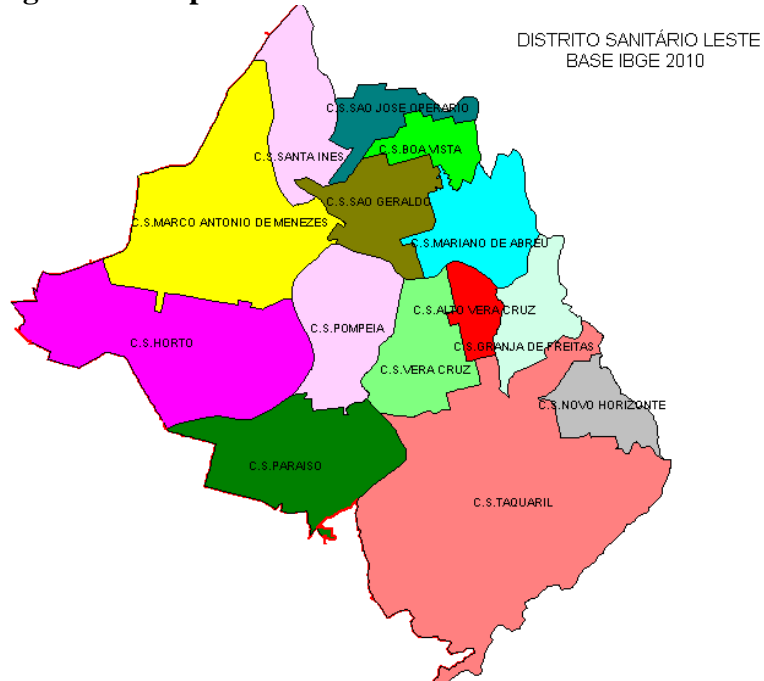 DISTRITO SANITÁRIO LESTE
BASE IBGE 2010
C.S.SAO JOSE OPERARIO
C.S.BOA VISTA
C.S.SANTA INES
C.S.SAO GERALDO
C.S.MARCO ANTONIO DE MENEZES
C.S.MARIANO DE ABREU
C.S.ALTO VERA CRUZ
C.S.POMPEIA
C.S.HORTO
C.S.GRANJA DE FREITAS
C.S.VERA CRUZ
C.S.NOVO HORIZONTE
C.S.PARAISO
C.S.TAQUARIL